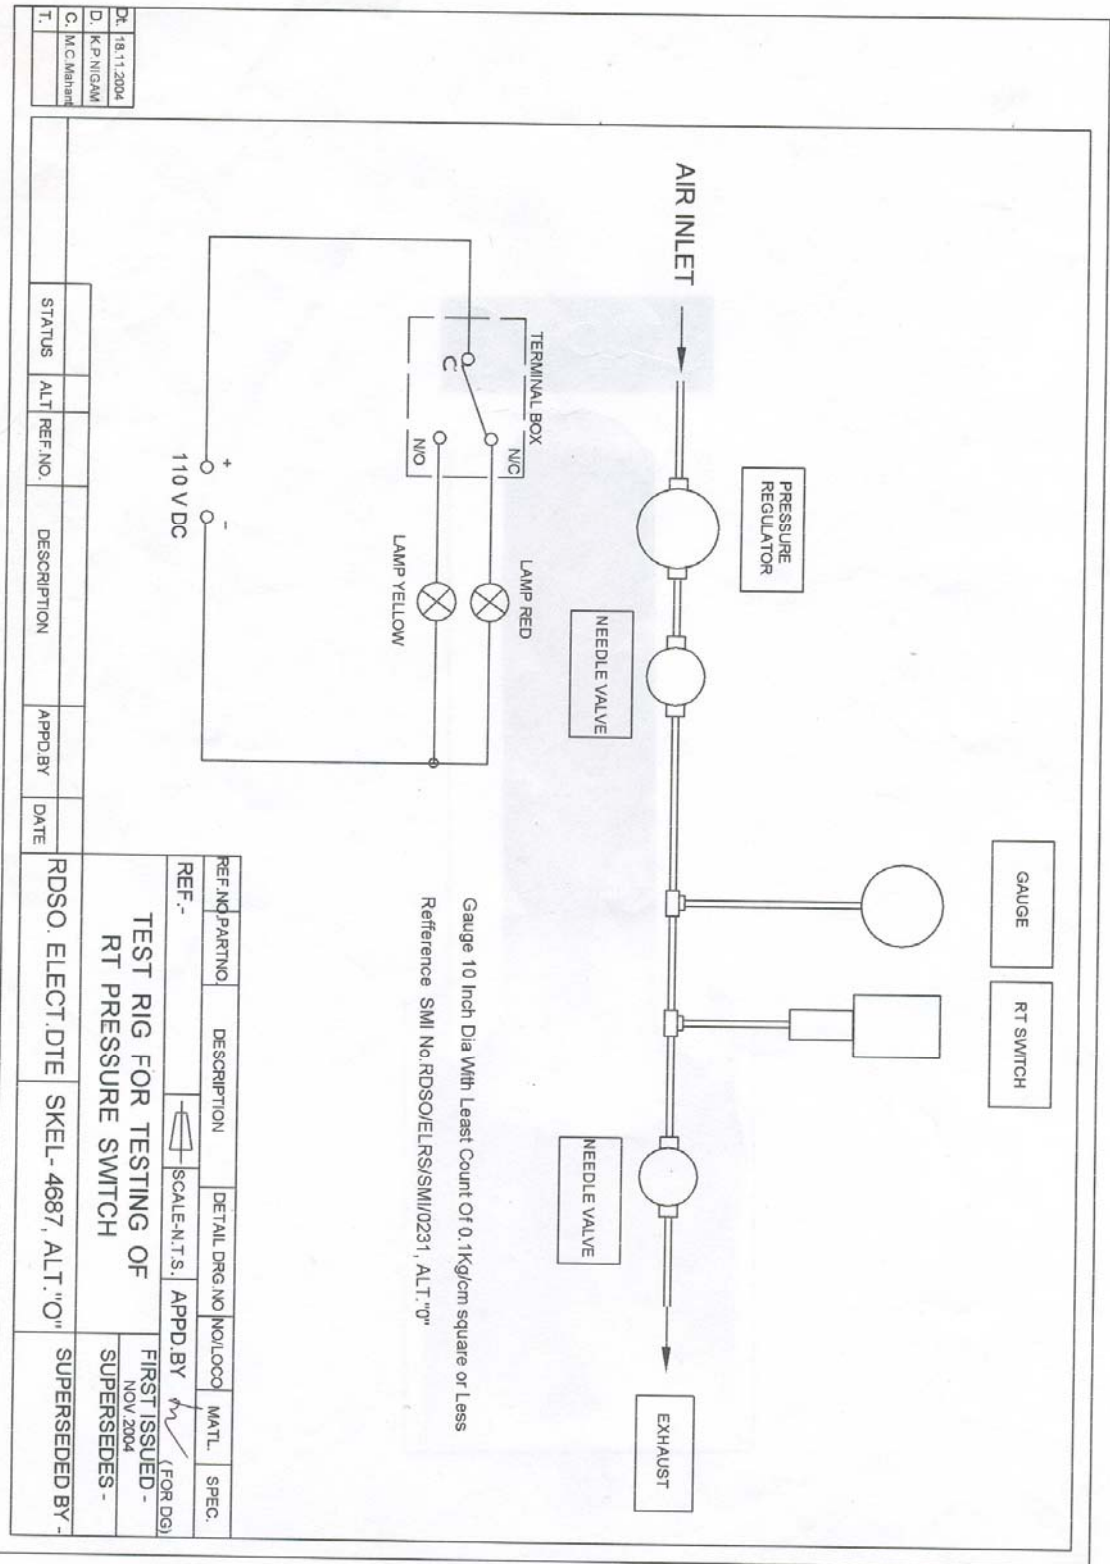 AIR INLET
PRESSURE
REGULATOR
NEEDLE VALVE
GAUGE
RT SWITCH
NEEDLE VALVE
EXHAUST
TERMINAL BOX
C
N/C
N/O
LAMP RED
LAMP YELLOW
+
-
110 V DC
Gauge 10 Inch Dia With Least Count Of 0.1Kg/cm square or Less
Refference SMI No.RDSO/ELRS/SMI/0231, ALT."0"
REF.NO. PARTNO. DESCRIPTION DETAIL DRG.NO NO/LOCO MATL. SPEC.
REF.- SCALE-N.T.S. APPD.BY (FOR DG)
TEST RIG FOR TESTING OF
RT PRESSURE SWITCH
FIRST ISSUED -
NOV.2004
SUPERSEDES -
RDSO. ELECT.DTE SKEL- 4687, ALT."O" SUPERSEDED BY -
STATUS ALT REF.NO. DESCRIPTION APPD.BY DATE
Dt. 18.11.2004
D. K.P.NIGAM
C. M.C.Mahant
T.